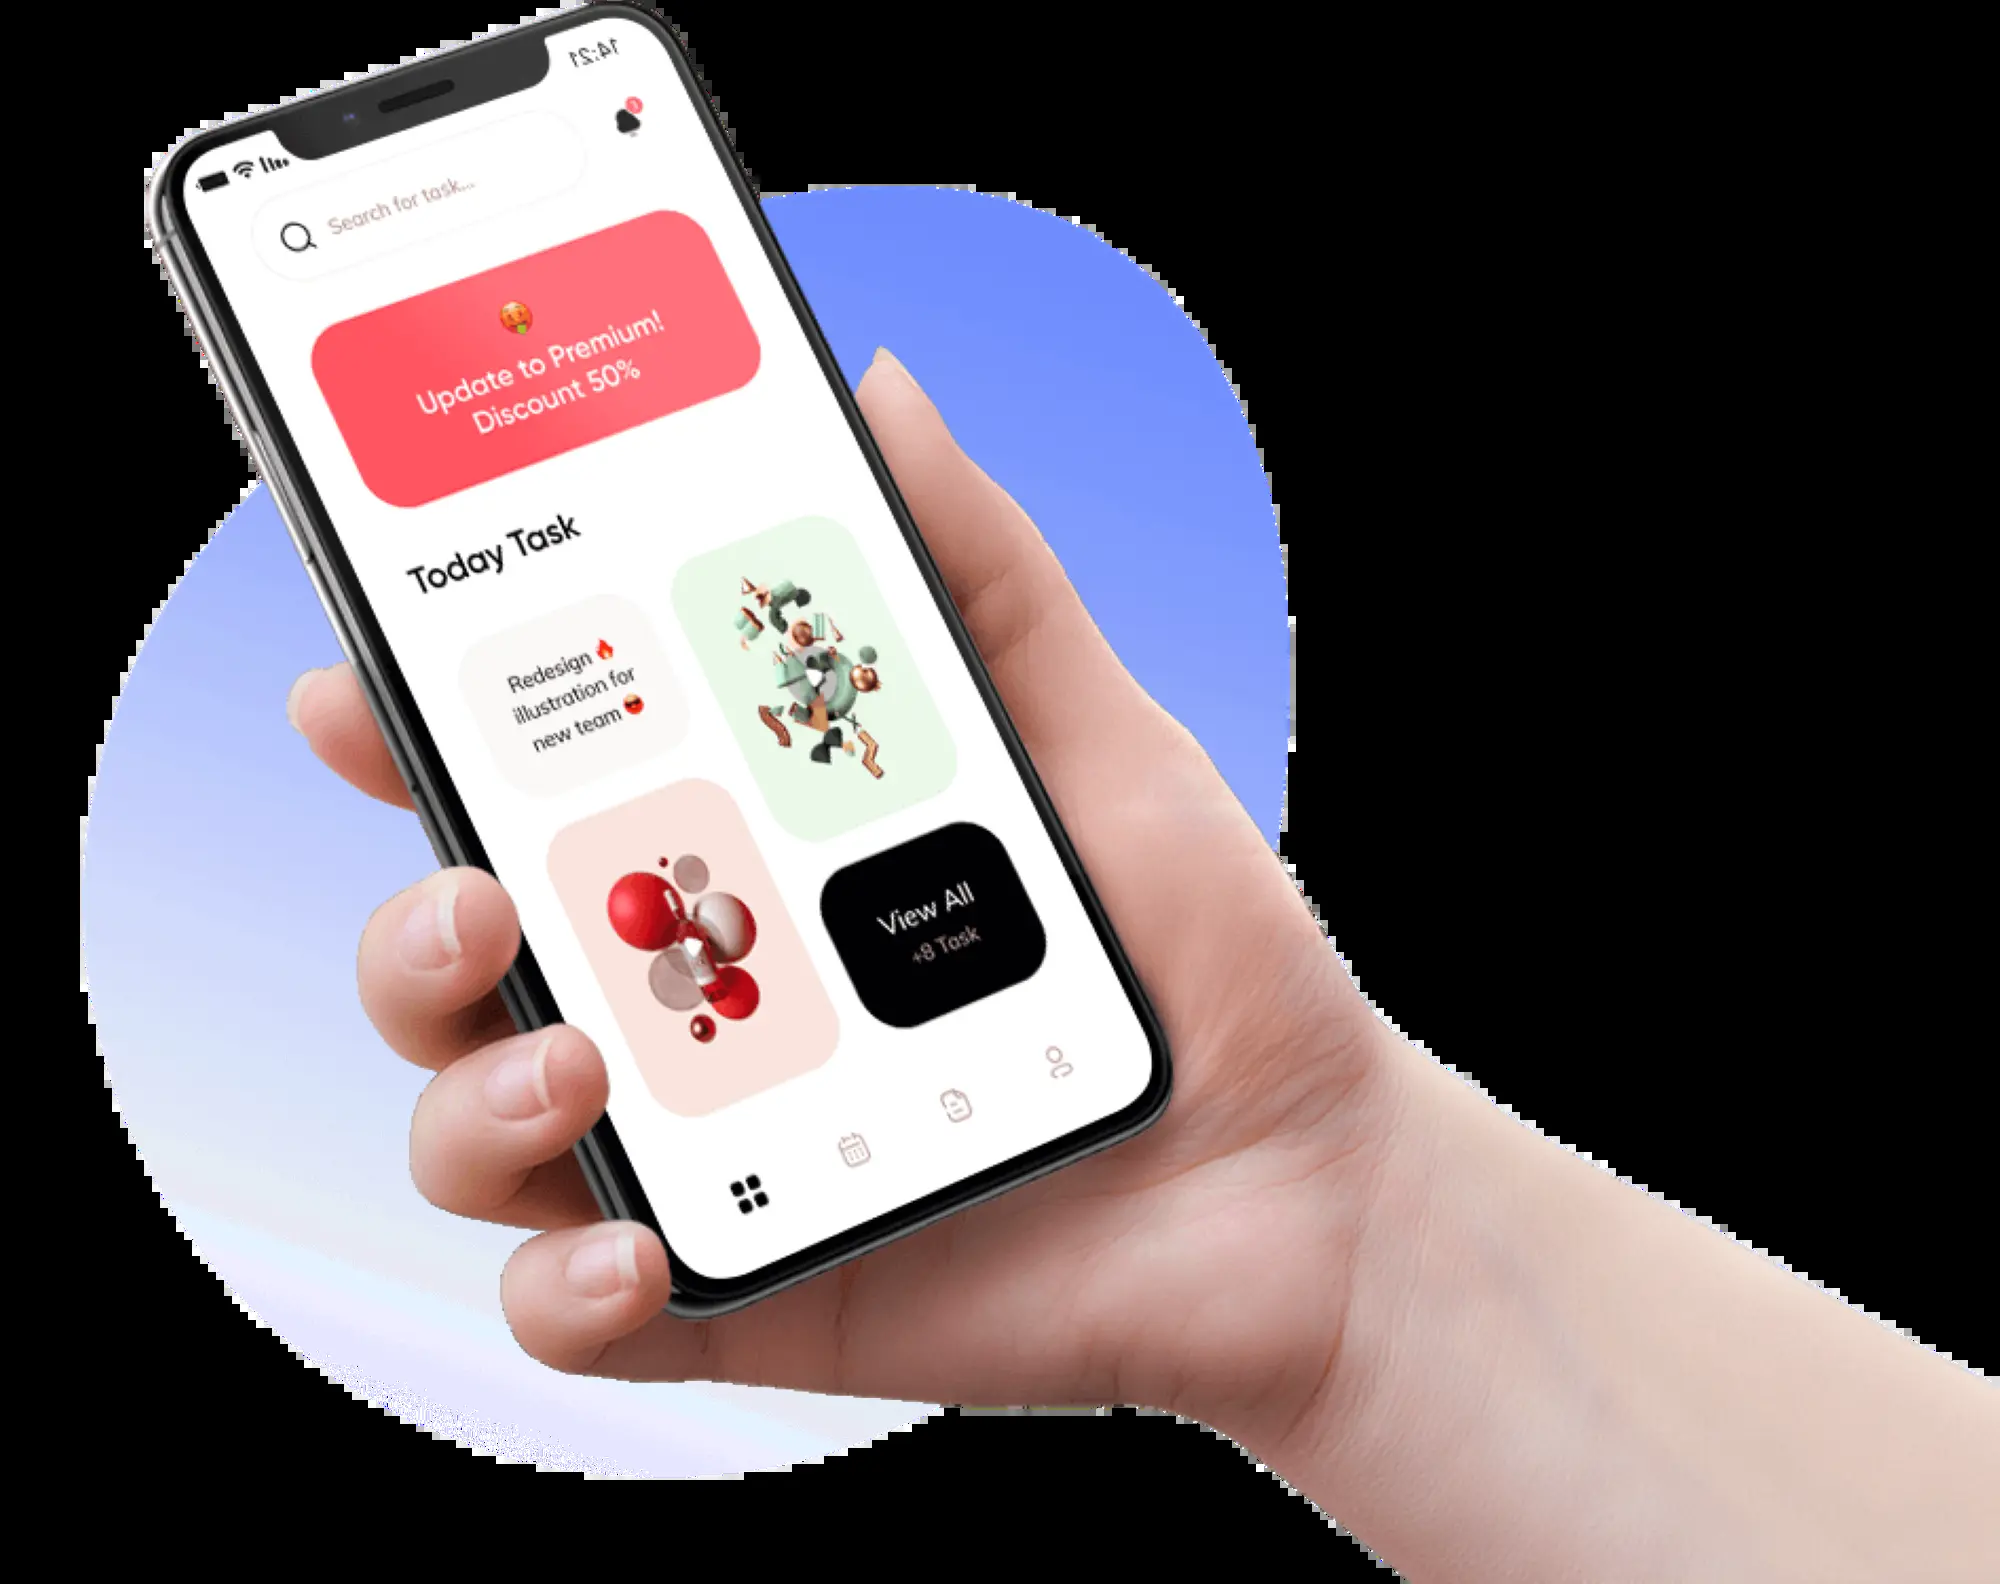 14:21
1
Search for task...
Update to Premium!
Discount 50%
Today Task
Redesign 🔥
illustration for
new team 😎
View All
+8 Task